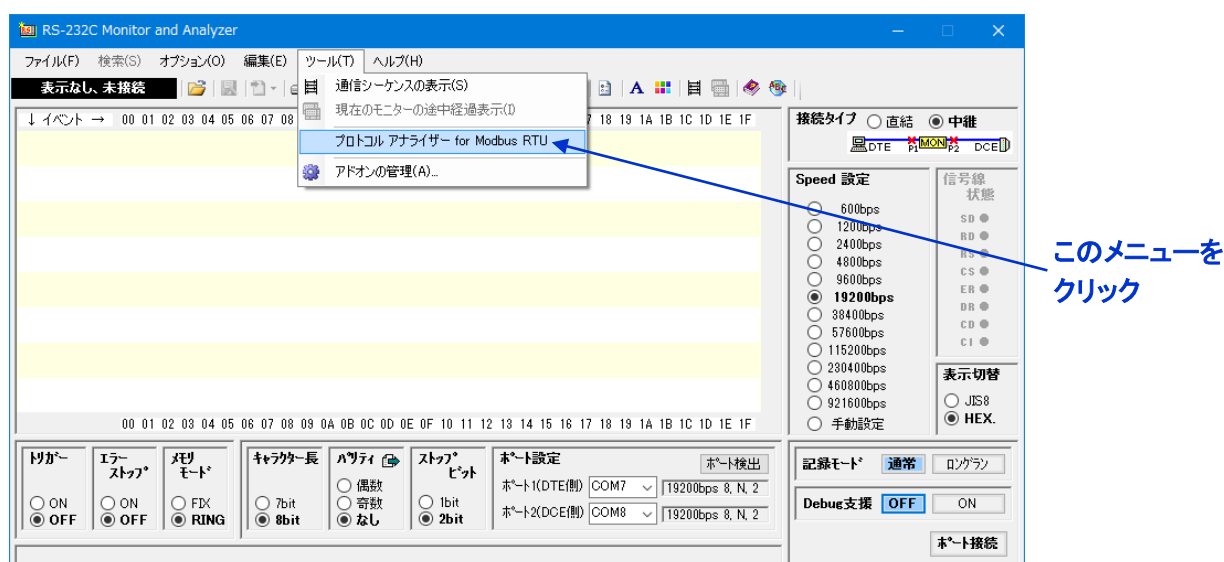 RS-232C Monitor and Analyzer
ファイル(F) 検索(S) オプション(O) 編集(E) ツール(T) ヘルプ(H)
表示なし、未接続
通信シーケンスの表示(S)
現在のモニターの途中経過表示(I)
プロトコル アナライザー for Modbus RTU
アドオンの管理(A)...
↓ イベント → 00 01 02 03 04 05 06 07 08 18 19 1A 1B 1C 1D 1E 1F
00 01 02 03 04 05 06 07 08 09 0A 0B 0C 0D 0E 0F 10 11 12 13 14 15 16 17 18 19 1A 1B 1C 1D 1E 1F
接続タイプ 直結 中継
DTE P1 MON P2 DCE
Speed 設定
600bps
1200bps
2400bps
4800bps
9600bps
19200bps
38400bps
57600bps
115200bps
230400bps
460800bps
921600bps
手動設定
信号線
状態
SD
RD
RS
CS
ER
DR
CD
CI
表示切替
JIS8
HEX.
このメニューを
クリック
トリガー
ON
OFF
エラー
ストップ
ON
OFF
メモリ
モード
FIX
RING
キャラクター長
7bit
8bit
パリティ
偶数
奇数
なし
ストップ
ビット
1bit
2bit
ポート設定 ポート検出
ポート1(DTE側) COM7 19200bps 8, N, 2
ポート2(DCE側) COM8 19200bps 8, N, 2
記録モード 通常 ロングラン
Debug支援 OFF ON
ポート接続